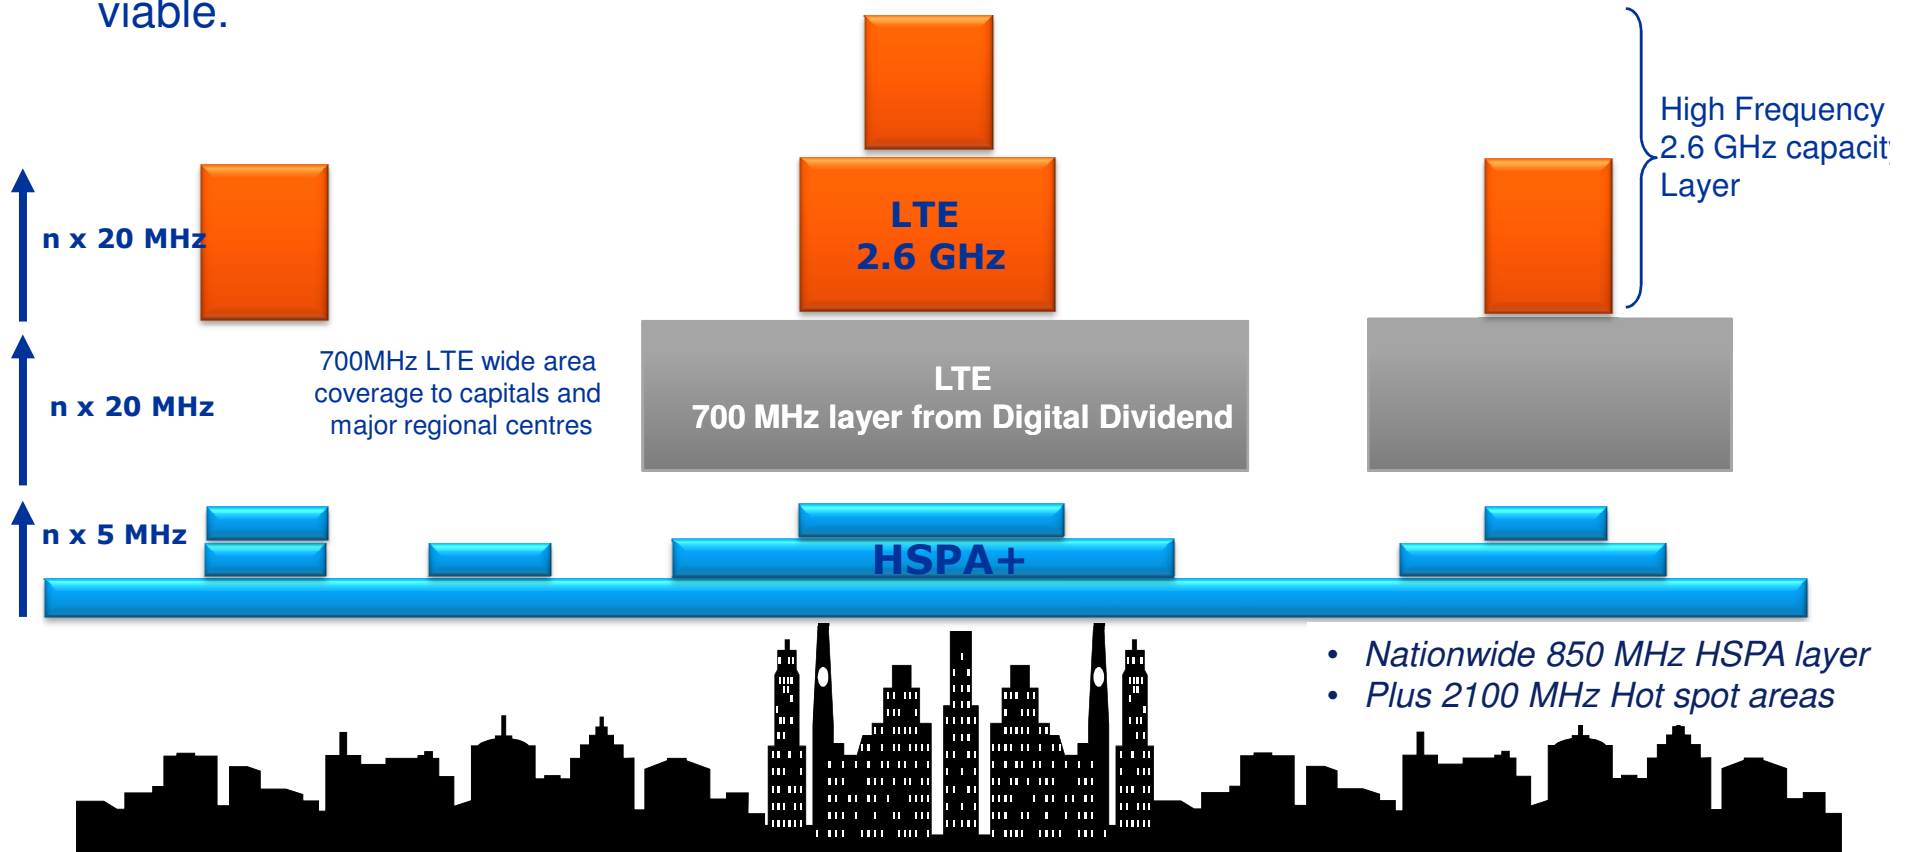 viable.
High Frequency
2.6 GHz capacit
Layer
LTE
2.6 GHz
n x 20 MHz
700MHz LTE wide area
coverage to capitals and
major regional centres
n x 20 MHz
LTE
700 MHz layer from Digital Dividend
n x 5 MHz
HSPA+
• Nationwide 850 MHz HSPA layer
• Plus 2100 MHz Hot spot areas